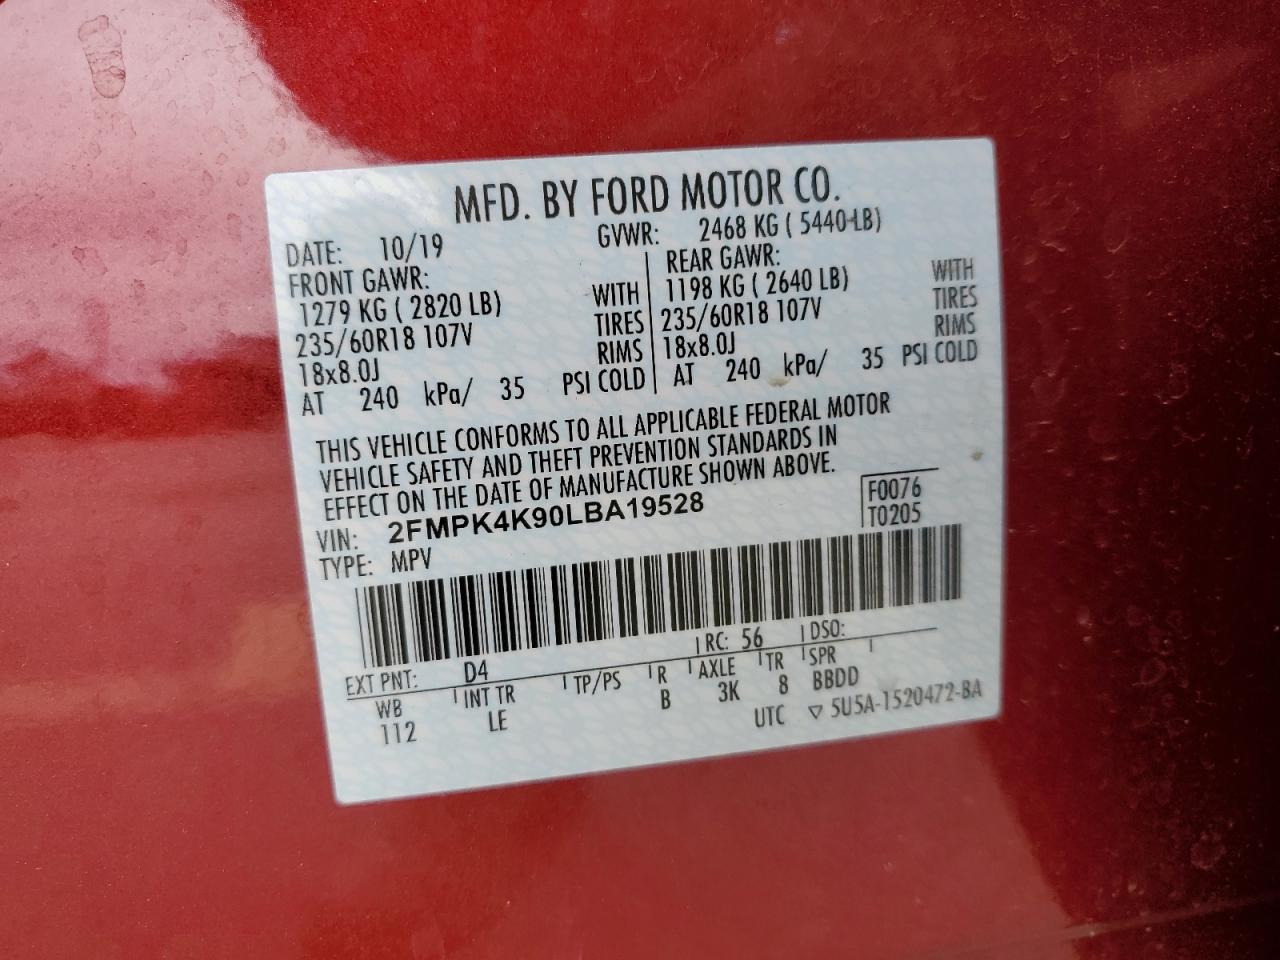 MFD. BY FORD MOTOR CO.
DATE: 10/19 GVWR: 2468 KG ( 5440 LB)
FRONT GAWR: REAR GAWR:
1279 KG ( 2820 LB) WITH 1198 KG ( 2640 LB) WITH
235/60R18 107V TIRES 235/60R18 107V TIRES
18x8.0J RIMS 18x8.0J RIMS
AT 240 kPa/ 35 PSI COLD AT 240 kPa/ 35 PSI COLD
THIS VEHICLE CONFORMS TO ALL APPLICABLE FEDERAL MOTOR
VEHICLE SAFETY AND THEFT PREVENTION STANDARDS IN
EFFECT ON THE DATE OF MANUFACTURE SHOWN ABOVE.
VIN: 2FMPK4K90LBA19528 F0076
TYPE: MPV T0205
EXT PNT: D4 RC: 56 DSO:
WB INT TR TP/PS R AXLE TR SPR
112 LE B 3K 8 BBDD
UTC ▽ 5U5A-1520472-BA